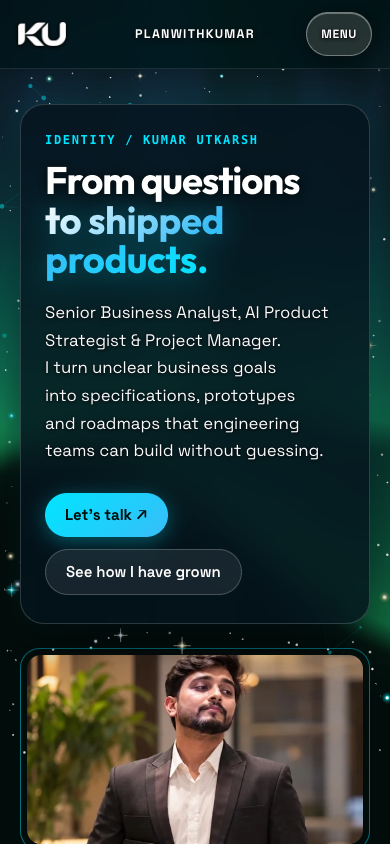 KU
PLANWITHKUMAR
MENU
IDENTITY / KUMAR UTKARSH
From questions
to shipped
products.
Senior Business Analyst, AI Product
Strategist & Project Manager.
I turn unclear business goals
into specifications, prototypes
and roadmaps that engineering
teams can build without guessing.
Let's talk ↗
See how I have grown